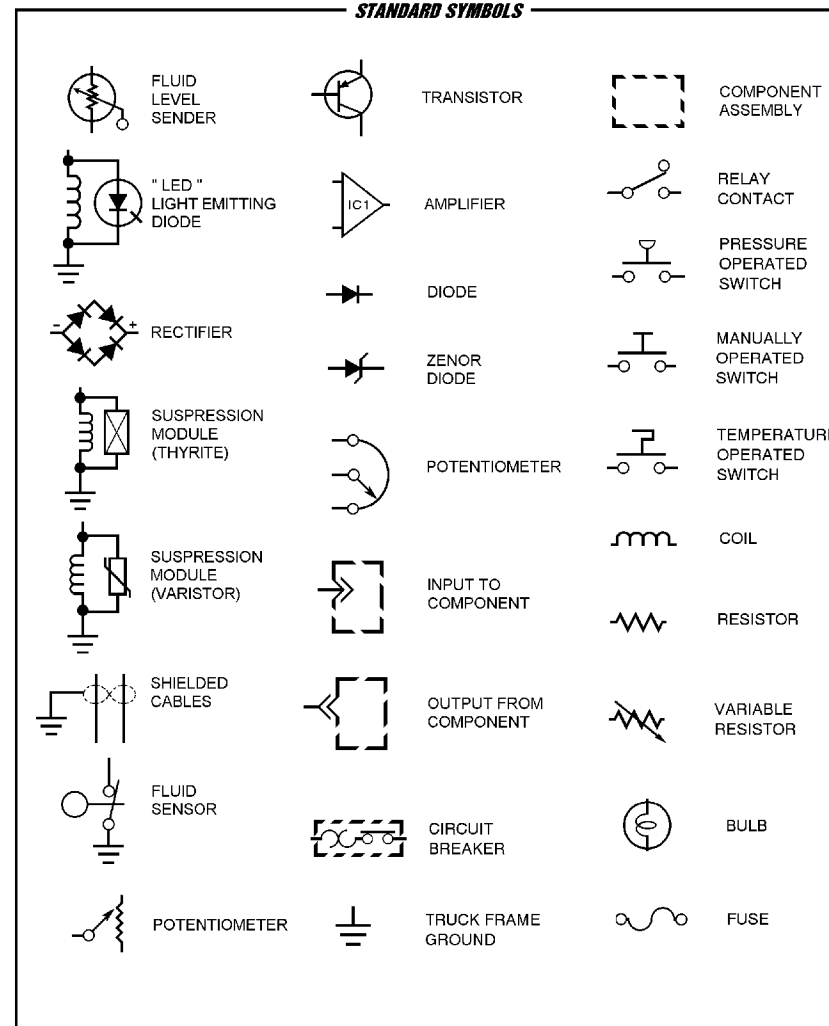 STANDARD SYMBOLS
FLUID
LEVEL
SENDER
" LED "
LIGHT EMITTING
DIODE
-
+
RECTIFIER
SUSPRESSION
MODULE
(THYRITE)
SUSPRESSION
MODULE
(VARISTOR)
SHIELDED
CABLES
FLUID
SENSOR
POTENTIOMETER
TRANSISTOR
IC1
AMPLIFIER
DIODE
ZENOR
DIODE
POTENTIOMETER
INPUT TO
COMPONENT
OUTPUT FROM
COMPONENT
CIRCUIT
BREAKER
TRUCK FRAME
GROUND
COMPONENT
ASSEMBLY
RELAY
CONTACT
PRESSURE
OPERATED
SWITCH
MANUALLY
OPERATED
SWITCH
TEMPERATURE
OPERATED
SWITCH
COIL
RESISTOR
VARIABLE
RESISTOR
BULB
FUSE